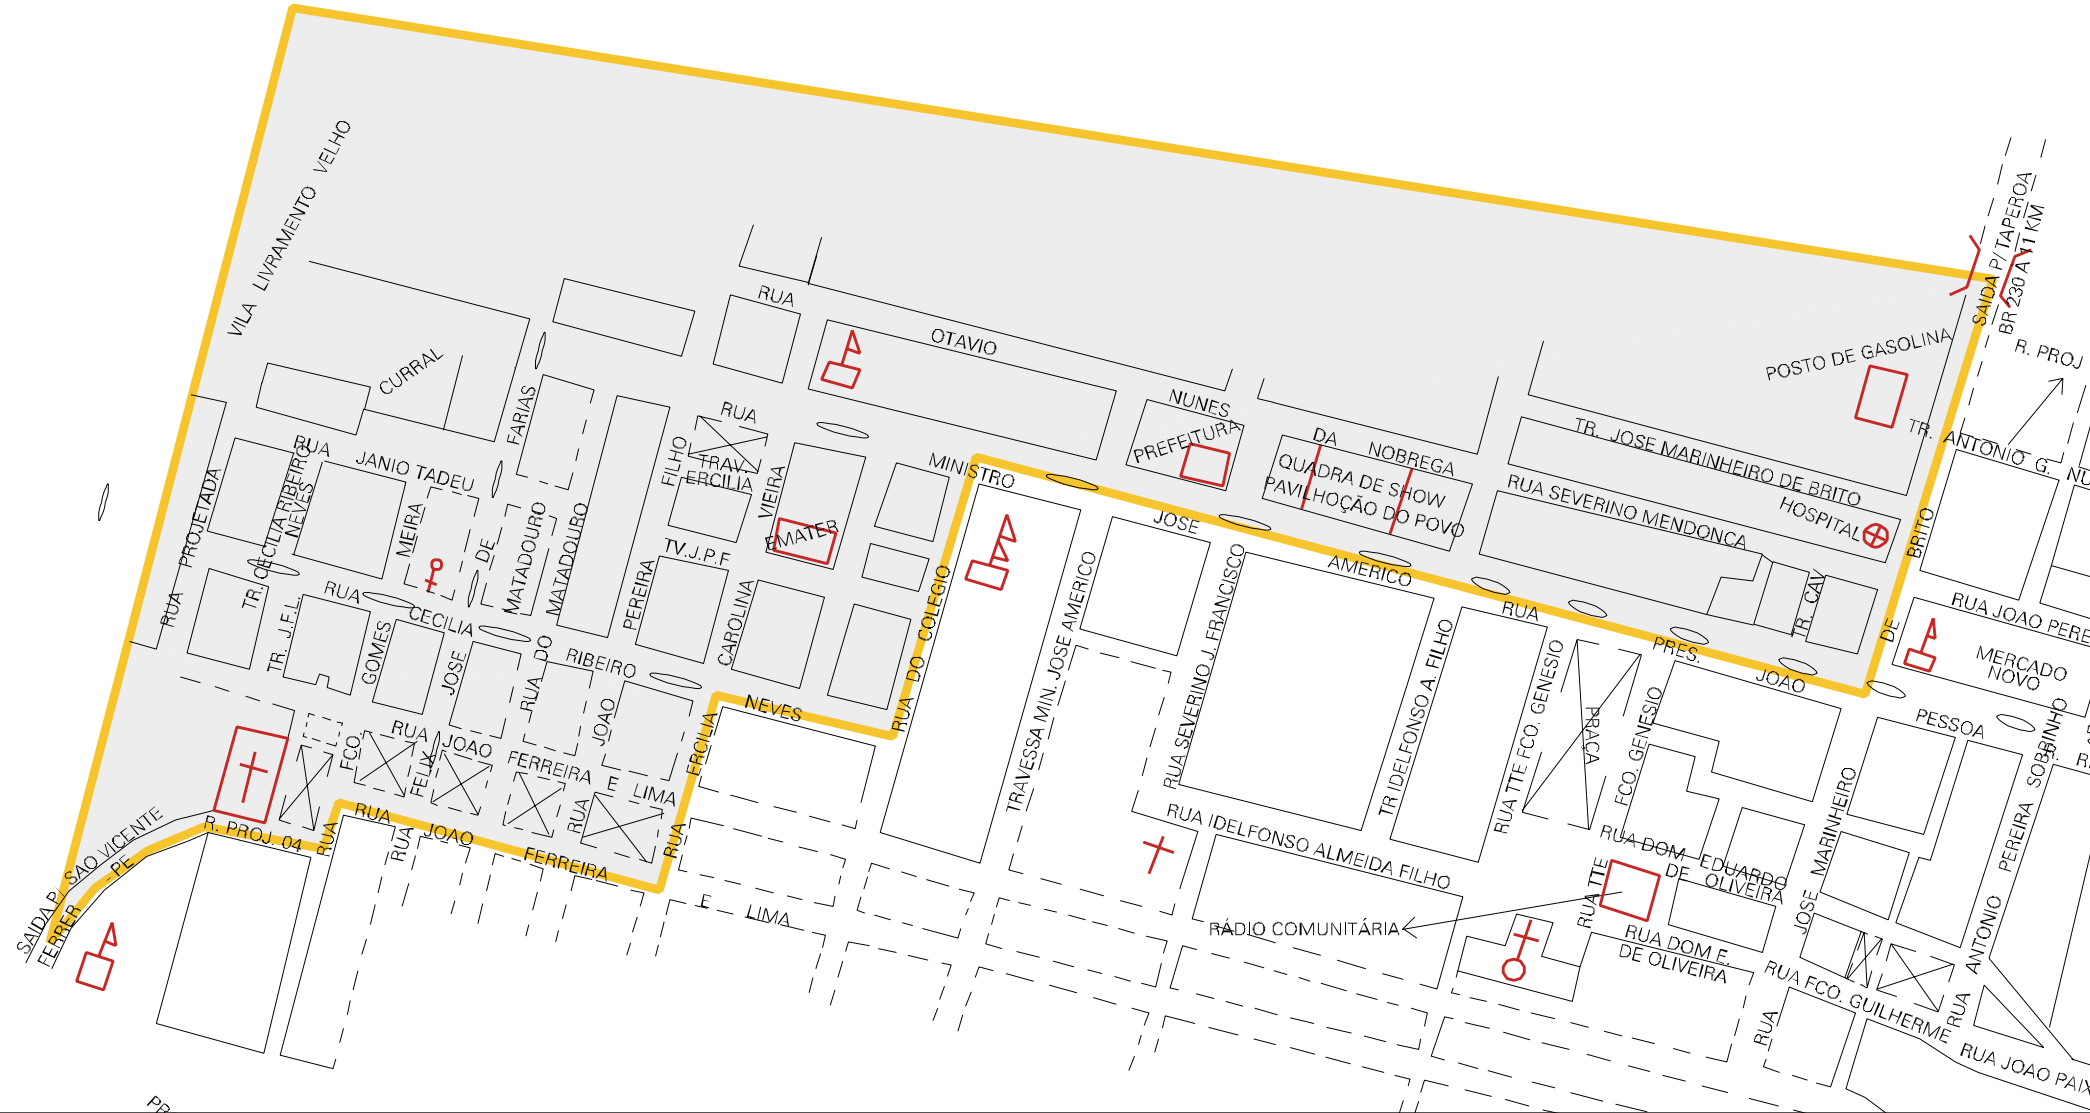 VILA LIVRAMENTO VELHO
CURRAL
RUA
OTAVIO
NUNES
DA
NOBREGA
PREFEITURA
QUADRA DE SHOW
PAVILHOÇÃO DO POVO
TR. JOSE MARINHEIRO DE BRITO
RUA SEVERINO MENDONCA
HOSPITAL
POSTO DE GASOLINA
SAIDA P/ TAPEROA
BR 230 A 11 KM
R. PROJ
TR. ANTONIO G.
NU
BRITO
DE
TR. CAV
RUA JOAO PERE
MERCADO
NOVO
RUA
JANIO TADEU
FARIAS
RUA
FILHO
TRAV.
ERCILIA
VIEIRA
EMATER
MINISTRO
JOSE
AMERICO
RUA
PRES.
JOAO
PESSOA
RUA PROJETADA
TR. CECILIA RIBEIRO
NEVES
MEIRA
DE
MATADOURO
MATADOURO
TV.J.P.F
PEREIRA
CAROLINA
RUA DO COLEGIO
RUA
CECILIA
RIBEIRO
NEVES
TR. J.F.L.
GOMES
JOSE
RUA DO
JOAO
ERCILIA
RUA
TRAVESSA MIN. JOSE AMERICO
RUA SEVERINO J. FRANCISCO
TR IDELFONSO A. FILHO
RUA TTE FCO. GENESIO
PRAÇA
FCO. GENESIO
RUA TTE
RUA
JOAO
FERREIRA
E
LIMA
FCO.
FELIX
RUA
RUA
RUA
RUA
JOAO
FERREIRA
E
LIMA
R. PROJ. 04
SAIDA P/ SAO VICENTE
FERRER - PE
RUA IDELFONSO ALMEIDA FILHO
RÁDIO COMUNITÁRIA
RUA DOM EDUARDO
DE OLIVEIRA
RUA DOM E.
DE OLIVEIRA
JOSE MARINHEIRO
RUA
RUA FCO. GUILHERME
RUA ANTONIO PEREIRA SOBRINHO
R.
RUA JOAO PAIX
PR